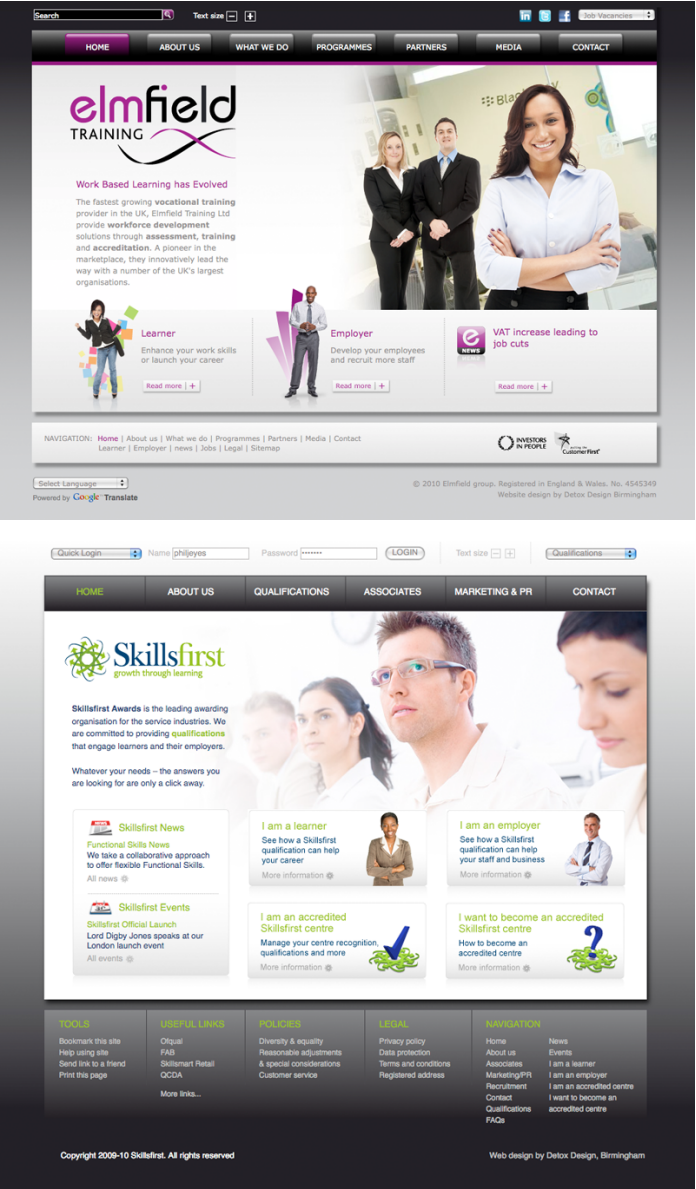 Search
Text size
Job Vacancies
HOME
ABOUT US
WHAT WE DO
PROGRAMMES
PARTNERS
MEDIA
CONTACT
elmfield
TRAINING
Work Based Learning has Evolved
The fastest growing vocational training
provider in the UK, Elmfield Training Ltd
provide workforce development
solutions through assessment, training
and accreditation. A pioneer in the
marketplace, they innovatively lead the
way with a number of the UK's largest
organisations.
Learner
Enhance your work skills
or launch your career
Read more | +
Employer
Develop your employees
and recruit more staff
Read more | +
e
NEWS
VAT increase leading to
job cuts
Read more | +
NAVIGATION: Home | About us | What we do | Programmes | Partners | Media | Contact
Learner | Employer | news | Jobs | Legal | Sitemap
INVESTORS
IN PEOPLE
CustomerFirst
Select Language
Powered by Google Translate
© 2010 Elmfield group. Registered in England & Wales. No. 4545349
Website design by Detox Design Birmingham
Quick Login
Name philjeyes
Password
LOGIN
Text size
Qualifications
HOME
ABOUT US
QUALIFICATIONS
ASSOCIATES
MARKETING & PR
CONTACT
Skillsfirst
growth through learning
Skillsfirst Awards is the leading awarding
organisation for the service industries. We
are committed to providing qualifications
that engage learners and their employers.
Whatever your needs – the answers you
are looking for are only a click away.
NEWS
Skillsfirst News
Functional Skills News
We take a collaborative approach
to offer flexible Functional Skills.
All news
Skillsfirst Events
Skillsfirst Official Launch
Lord Digby Jones speaks at our
London launch event
All events
I am a learner
See how a Skillsfirst
qualification can help
your career
More information
I am an employer
See how a Skillsfirst
qualification can help
your staff and business
More information
I am an accredited
Skillsfirst centre
Manage your centre recognition,
qualifications and more
More information
I want to become an accredited
Skillsfirst centre
How to become an
accredited centre
More information
?
TOOLS
Bookmark this site
Help using site
Send link to a friend
Print this page
USEFUL LINKS
Ofqual
FAB
Skillsmart Retail
QCDA
More links...
POLICIES
Diversity & equality
Reasonable adjustments
& special considerations
Customer service
LEGAL
Privacy policy
Data protection
Terms and conditions
Registered address
NAVIGATION
Home
About us
Associates
Marketing/PR
Recruitment
Contact
Qualifications
FAQs
News
Events
I am a learner
I am an employer
I am an accredited centre
I want to become an
accredited centre
Copyright 2009-10 Skillsfirst. All rights reserved
Web design by Detox Design, Birmingham